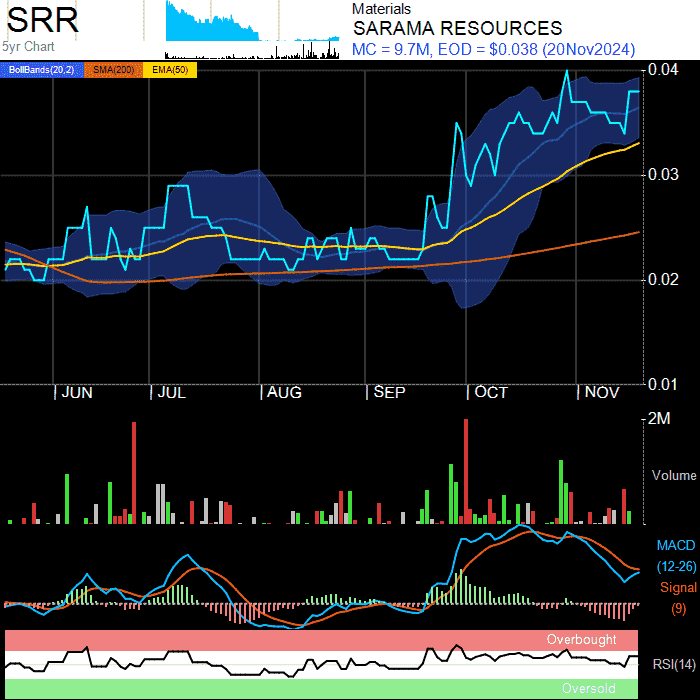 SRR
5yr Chart
Materials
SARAMA RESOURCES
MC = 9.7M, EOD = $0.038 (20Nov2024)
BollBands(20,2) SMA(200) EMA(50)
0.04
0.03
0.02
0.01
JUN JUL AUG SEP OCT NOV
2M
Volume
MACD
(12-26)
Signal
(9)
Overbought
RSI(14)
Oversold